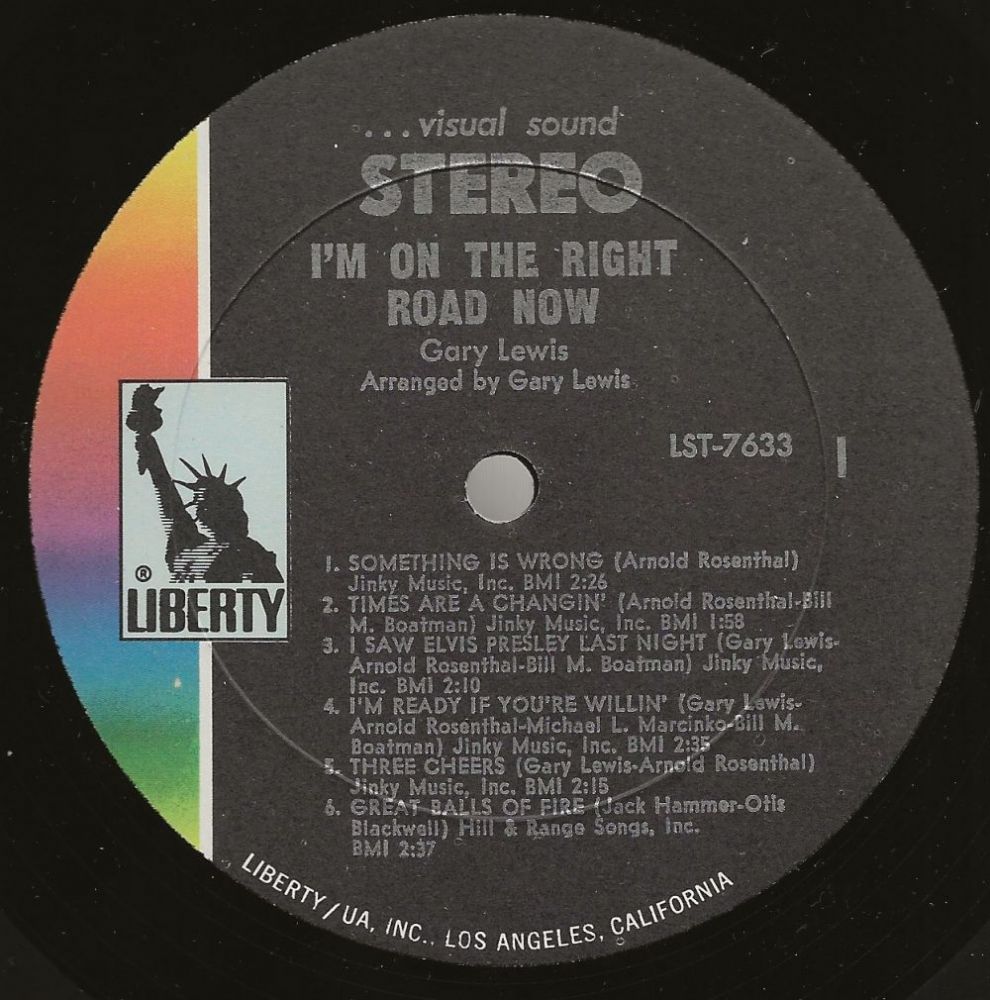 ...visual sound
STEREO
I'M ON THE RIGHT
ROAD NOW
Gary Lewis
Arranged by Gary Lewis
LST-7633
I
1. SOMETHING IS WRONG (Arnold Rosenthal)
Jinky Music, Inc. BMI 2:26
2. TIMES ARE A CHANGIN' (Arnold Rosenthal-Bill
M. Boatman) Jinky Music, Inc. BMI 1:58
3. I SAW ELVIS PRESLEY LAST NIGHT (Gary Lewis-
Arnold Rosenthal-Bill M. Boatman) Jinky Music,
Inc. BMI 2:10
4. I'M READY IF YOU'RE WILLIN' (Gary Lewis-
Arnold Rosenthal-Michael L. Marcinko-Bill M.
Boatman) Jinky Music, Inc. BMI 2:35
5. THREE CHEERS (Gary Lewis-Arnold Rosenthal)
Jinky Music, Inc. BMI 2:15
6. GREAT BALLS OF FIRE (Jack Hammer-Otis
Blackwell) Hill & Range Songs, Inc.
BMI 2:37
®
LIBERTY
LIBERTY/UA, INC., LOS ANGELES, CALIFORNIA